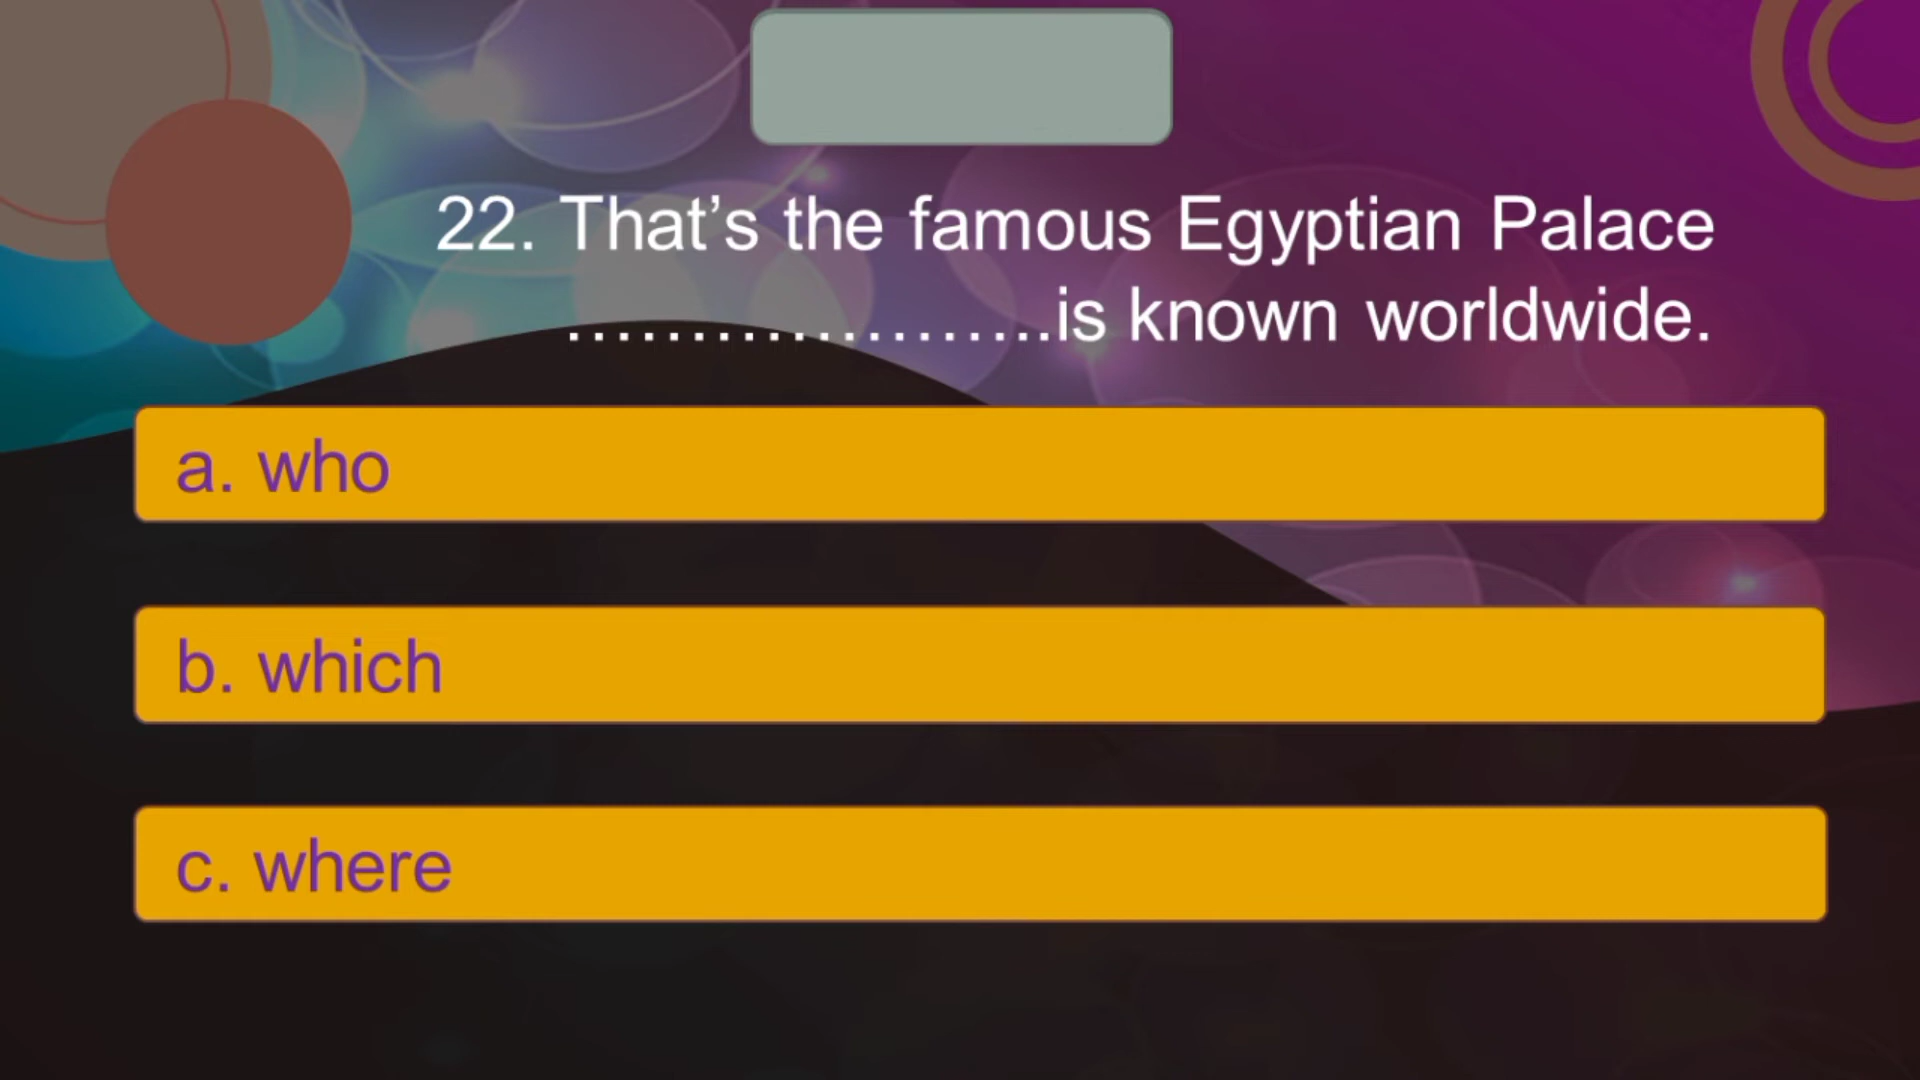 22. That’s the famous Egyptian Palace
…………………is known worldwide.
a. who
b. which
c. where